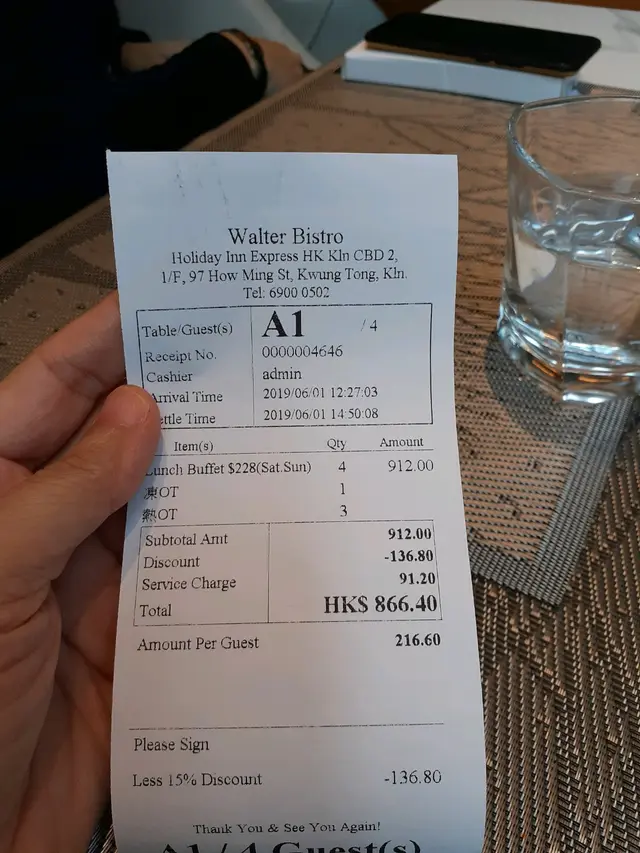 Walter Bistro
Holiday Inn Express HK Kln CBD 2,
1/F, 97 How Ming St, Kwung Tong, Kln.
Tel: 6900 0502
Table/Guest(s) A1 / 4
Receipt No. 0000004646
Cashier admin
Arrival Time 2019/06/01 12:27:03
ettle Time 2019/06/01 14:50:08
Item(s) Qty Amount
Lunch Buffet $228(Sat.Sun) 4 912.00
凍OT 1
熱OT 3
Subtotal Amt 912.00
Discount -136.80
Service Charge 91.20
Total HK$ 866.40
Amount Per Guest 216.60
Please Sign
Less 15% Discount -136.80
Thank You & See You Again!
A1 / 4 Guest(s)